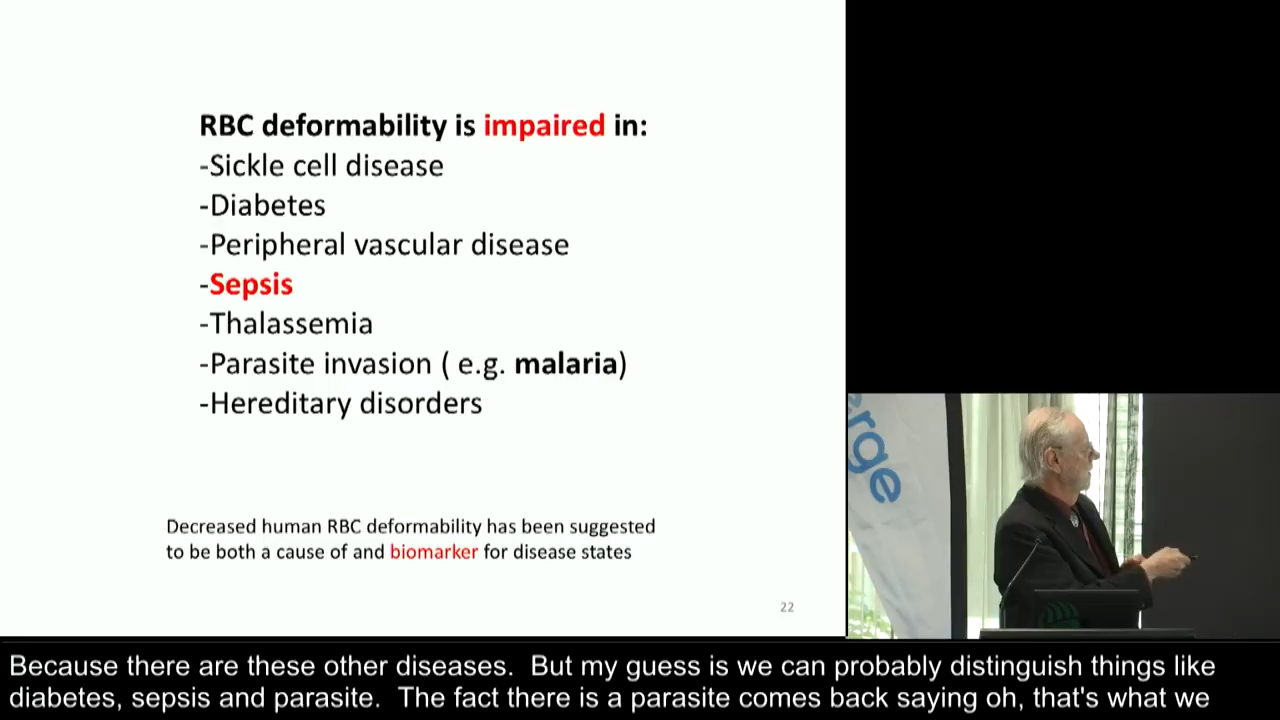 RBC deformability is impaired in:
-Sickle cell disease
-Diabetes
-Peripheral vascular disease
-Sepsis
-Thalassemia
-Parasite invasion ( e.g. malaria)
-Hereditary disorders
Decreased human RBC deformability has been suggested
to be both a cause of and biomarker for disease states
22
erge
Because there are these other diseases.  But my guess is we can probably distinguish things like
diabetes, sepsis and parasite.  The fact there is a parasite comes back saying oh, that's what we